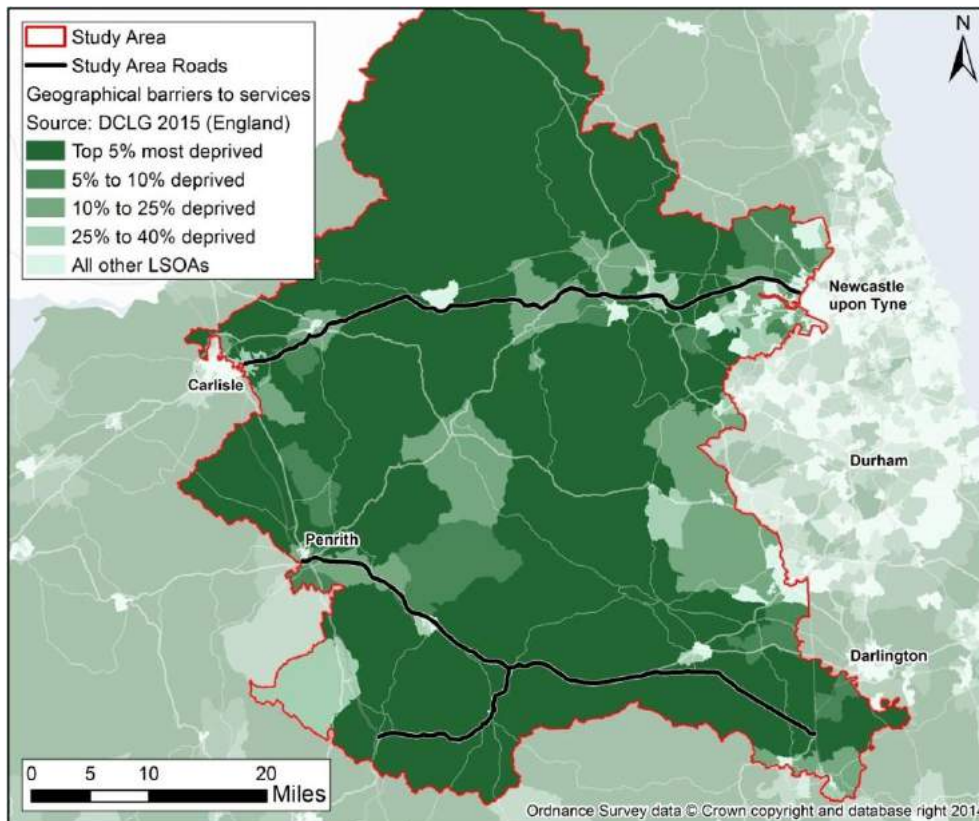 Study Area
Study Area Roads
Geographical barriers to services
Source: DCLG 2015 (England)
Top 5% most deprived
5% to 10% deprived
10% to 25% deprived
25% to 40% deprived
All other LSOAs
N
Newcastle
upon Tyne
Carlisle
Durham
Penrith
Darlington
0 5 10 20
Miles
Ordnance Survey data © Crown copyright and database right 2014